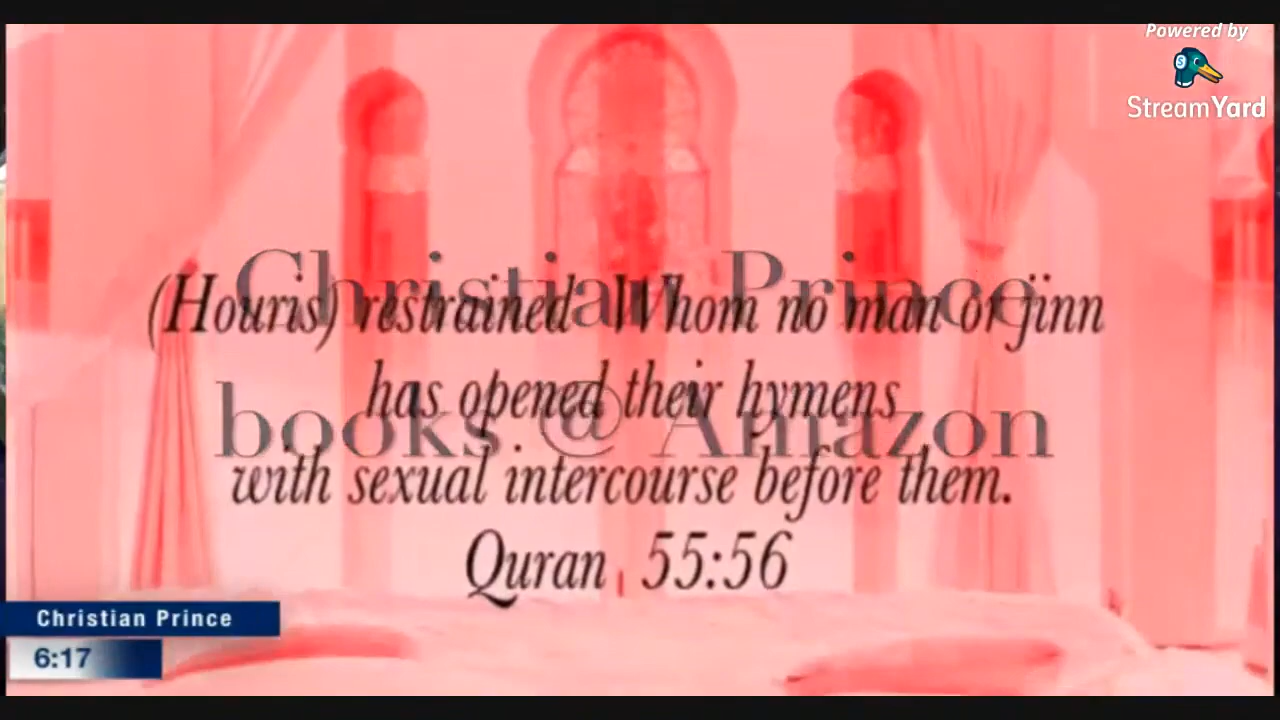 Powered by
StreamYard
Christian Prince
books @ Amazon
(Houris) restrained Whom no man or jinn
has opened their hymens
with sexual intercourse before them.
Quran 55:56
Christian Prince
6:17